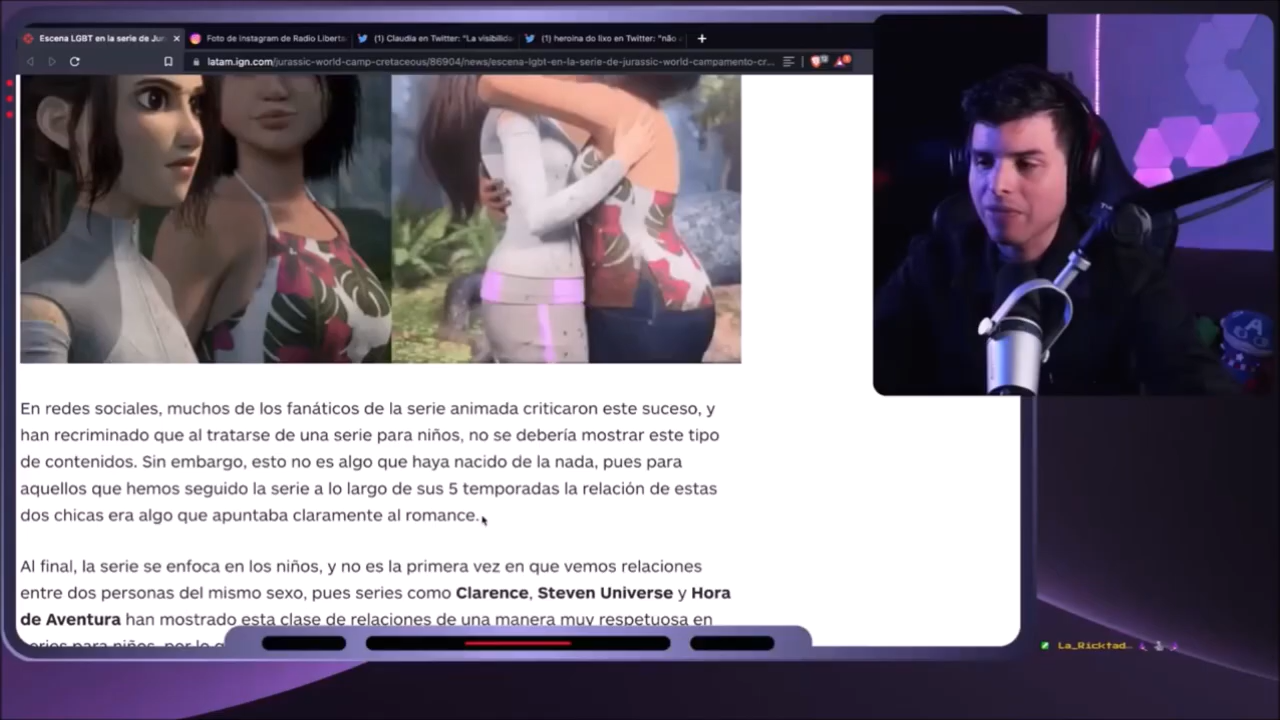 Escena LGBT en la serie de Jur
Foto de Instagram de Radio Liberta
(1) Claudia en Twitter: "La visibilida
(1) heroina do lixo en Twitter: "não
latam.ign.com/jurassic-world-camp-cretaceous/86904/news/escena-lgbt-en-la-serie-de-jurassic-world-campamento-cr...
En redes sociales, muchos de los fanáticos de la serie animada criticaron este suceso, y
han recriminado que al tratarse de una serie para niños, no se debería mostrar este tipo
de contenidos. Sin embargo, esto no es algo que haya nacido de la nada, pues para
aquellos que hemos seguido la serie a lo largo de sus 5 temporadas la relación de estas
dos chicas era algo que apuntaba claramente al romance.
Al final, la serie se enfoca en los niños, y no es la primera vez en que vemos relaciones
entre dos personas del mismo sexo, pues series como Clarence, Steven Universe y Hora
de Aventura han mostrado esta clase de relaciones de una manera muy respetuosa en
series para niños, por lo
La_Ricktad..